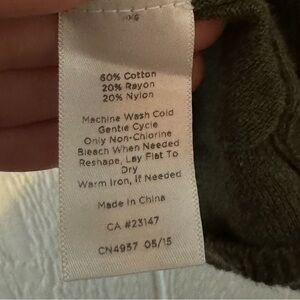 60% Cotton
20% Rayon
20% Nylon
Machine Wash Cold
Gentle Cycle
Only Non-Chlorine
Bleach When Needed
Reshape, Lay Flat To
Dry
Warm Iron, if Needed
Made in China
CA #23147
CN4937 05/15